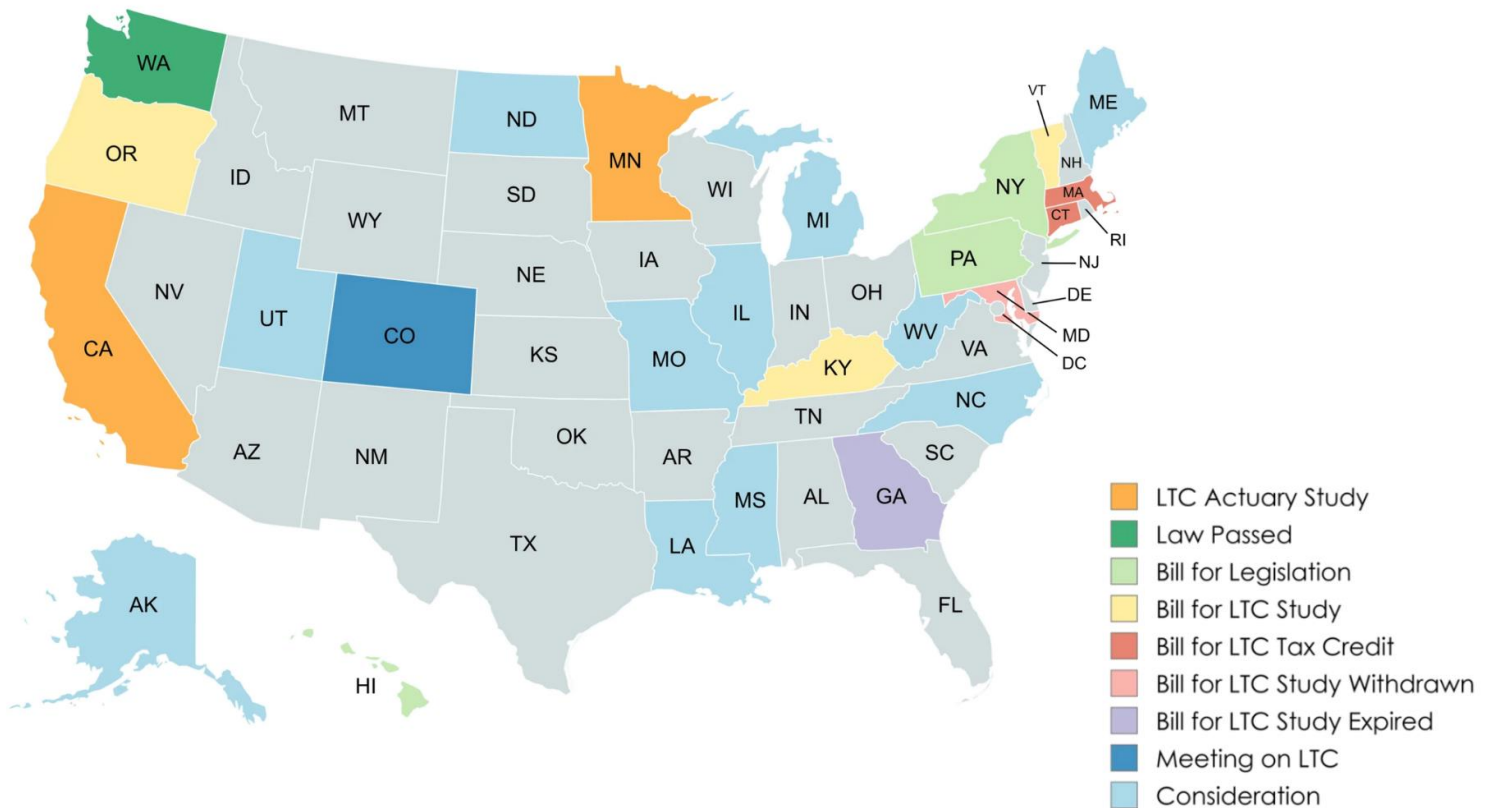 WA
VT
ME
MT
ND
OR
MN
NH
ID
SD
WI
NY
MA
WY
MI
CT
RI
IA
PA
NJ
NE
NV
OH
DE
UT
IL
IN
MD
CO
WV
CA
KS
MO
VA
DC
KY
NC
TN
OK
AZ
NM
AR
SC
MS
AL
GA
LTC Actuary Study
Law Passed
TX
LA
Bill for Legislation
AK
FL
Bill for LTC Study
Bill for LTC Tax Credit
HI
Bill for LTC Study Withdrawn
Bill for LTC Study Expired
Meeting on LTC
Consideration